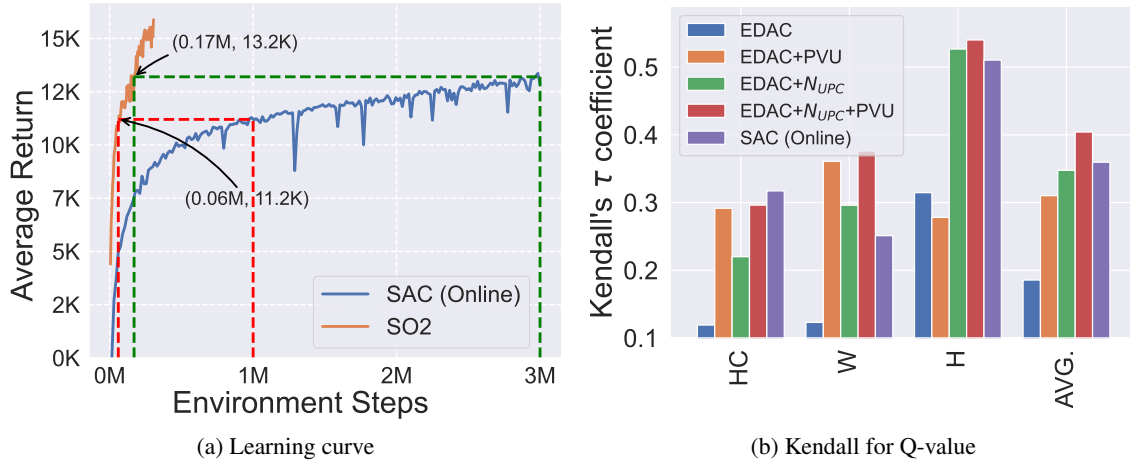 Average Return
15K
12K
10K
7K
5K
2K
0K
(0.17M, 13.2K)
(0.06M, 11.2K)
SAC (Online)
SO2
0M
1M
2M
3M
Environment Steps
(a) Learning curve
Kendall's τ coefficient
0.5
0.4
0.3
0.2
0.1
EDAC
EDAC+PVU
EDAC+N_UPC
EDAC+N_UPC+PVU
SAC (Online)
HC
W
H
AVG.
(b) Kendall for Q-value